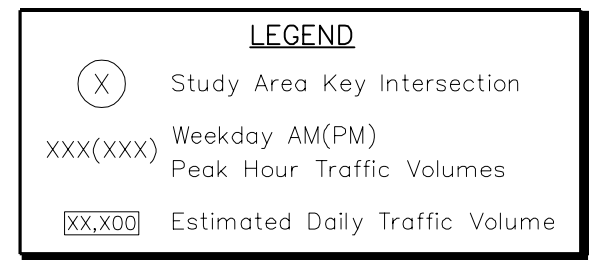 LEGEND
X Study Area Key Intersection
XXX(XXX) Weekday AM(PM)
Peak Hour Traffic Volumes
XX,X00 Estimated Daily Traffic Volume